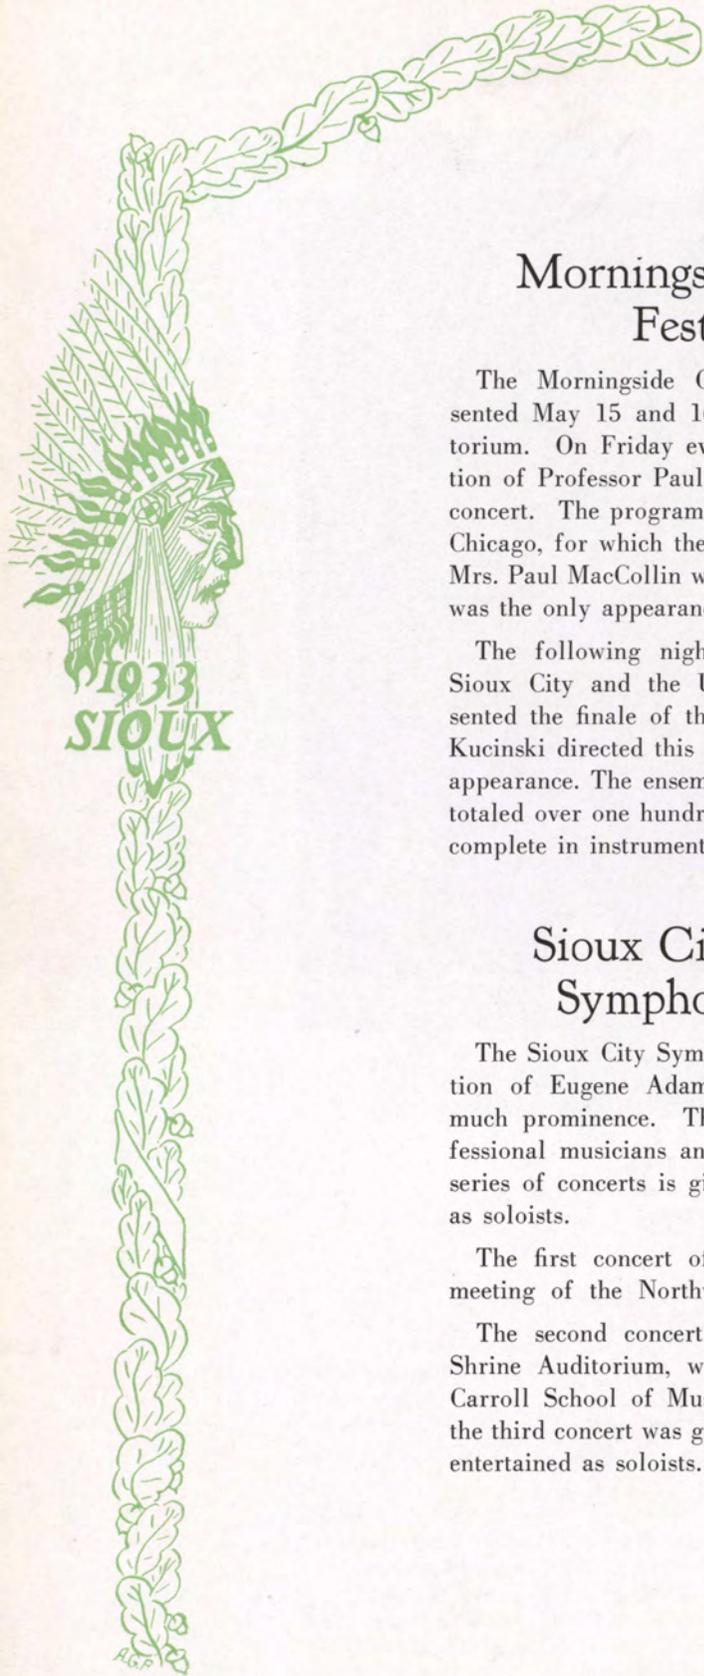 Mornings
Fest
The Morningside C
sented May 15 and 1
torium. On Friday ev
tion of Professor Paul
concert. The program
Chicago, for which the
Mrs. Paul MacCollin w
was the only appearan
The following nigh
Sioux City and the U
sented the finale of th
Kucinski directed this
appearance. The ensem
totaled over one hundr
complete in instrument
1933
SIOUX
Sioux Ci
Sympho
The Sioux City Sym
tion of Eugene Adam
much prominence. Th
fessional musicians an
series of concerts is gi
as soloists.
The first concert of
meeting of the North
The second concert
Shrine Auditorium, w
Carroll School of Mus
the third concert was g
entertained as soloists.